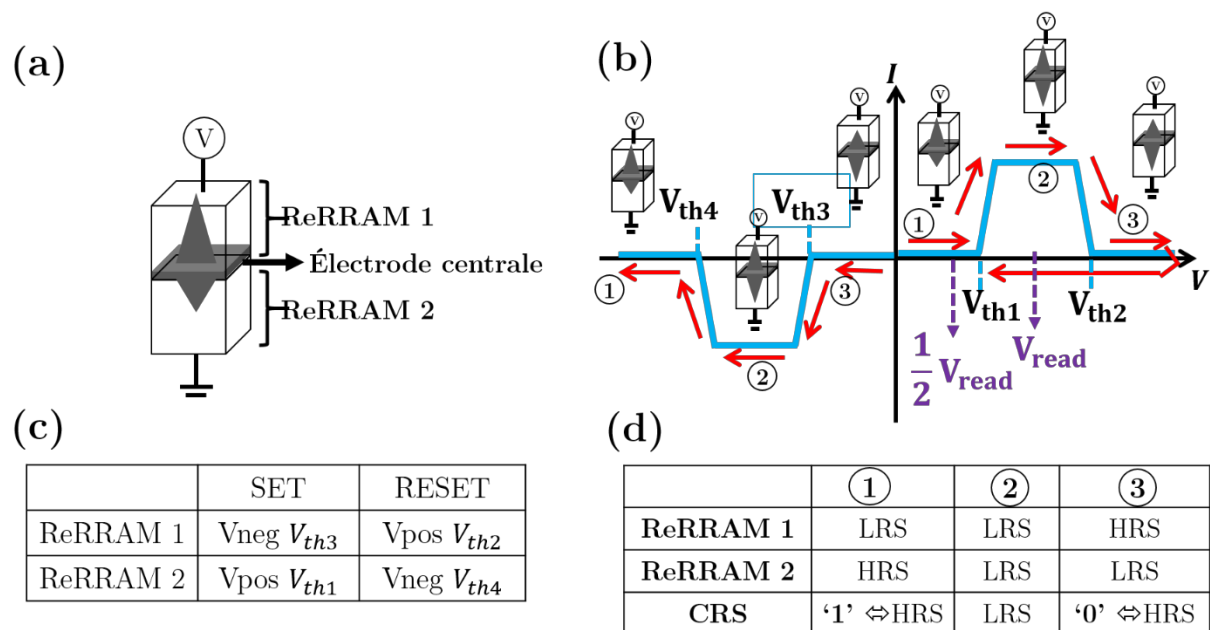 (a)
V
ReRRAM 1
Électrode centrale
ReRRAM 2
(b)
I
V
V
V
V
V
V
Vth4
Vth3
V
1
2
3
1
2
3
Vth1
Vth2
V
1/2 Vread
Vread
(c)
SET RESET
ReRRAM 1 Vneg Vth3 Vpos Vth2
ReRRAM 2 Vpos Vth1 Vneg Vth4
(d)
1 2 3
ReRRAM 1 LRS LRS HRS
ReRRAM 2 HRS LRS LRS
CRS ‘1’ ⇔HRS LRS ‘0’ ⇔HRS